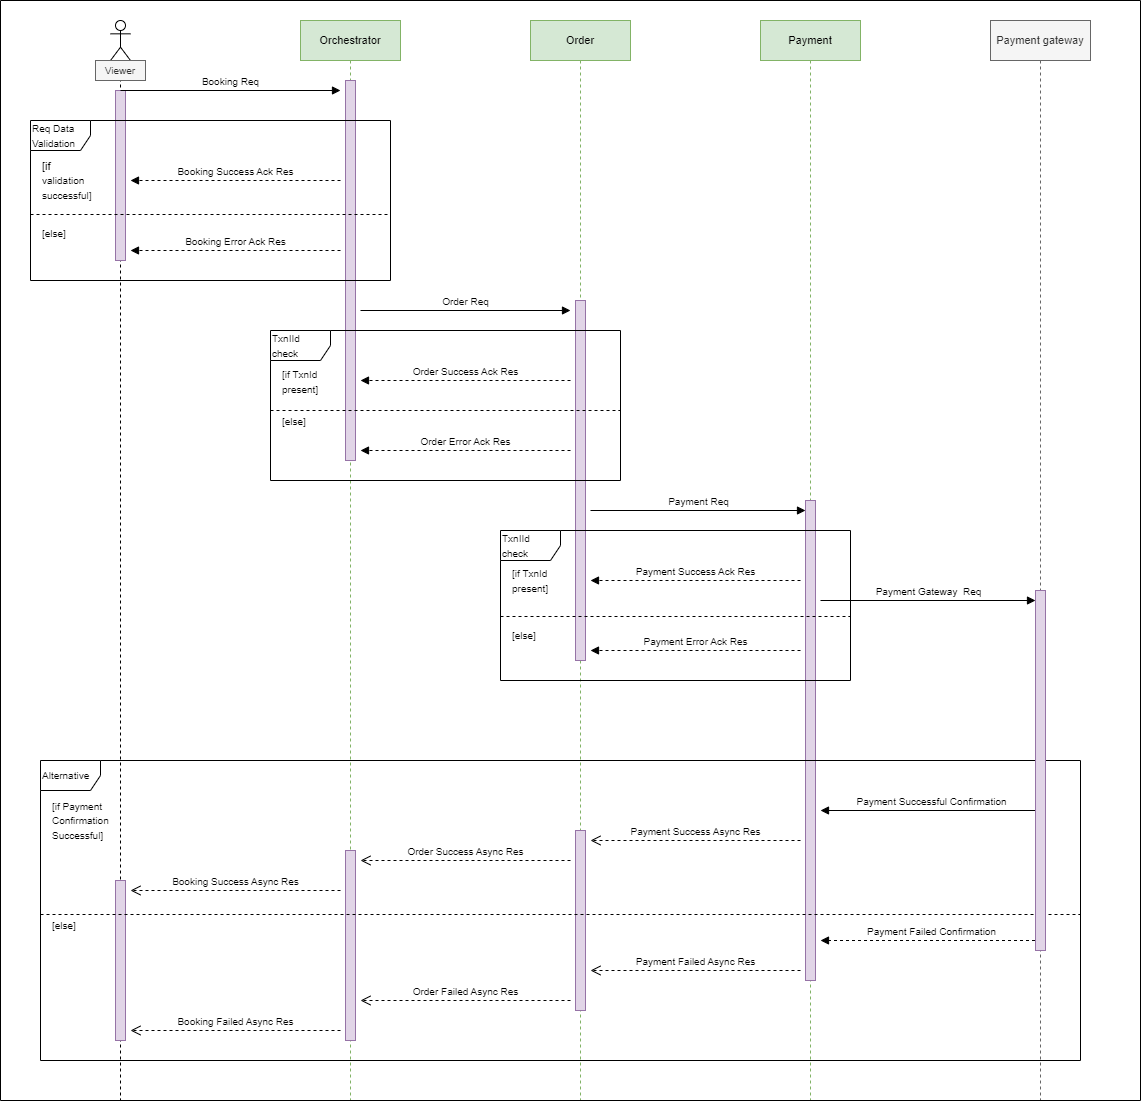 Orchestrator
Order
Payment
Payment gateway
Viewer
Booking Req
Req Data
Validation
[if
validation
successful]
Booking Success Ack Res
[else]
Booking Error Ack Res
Order Req
TxnIId
check
[if TxnId
present]
Order Success Ack Res
[else]
Order Error Ack Res
Payment Req
TxnIId
check
[if TxnId
present]
Payment Success Ack Res
Payment Gateway  Req
[else]
Payment Error Ack Res
Alternative
[if Payment
Confirmation
Successful]
Payment Successful Confirmation
Payment Success Async Res
Order Success Async Res
Booking Success Async Res
[else]
Payment Failed Confirmation
Payment Failed Async Res
Order Failed Async Res
Booking Failed Async Res